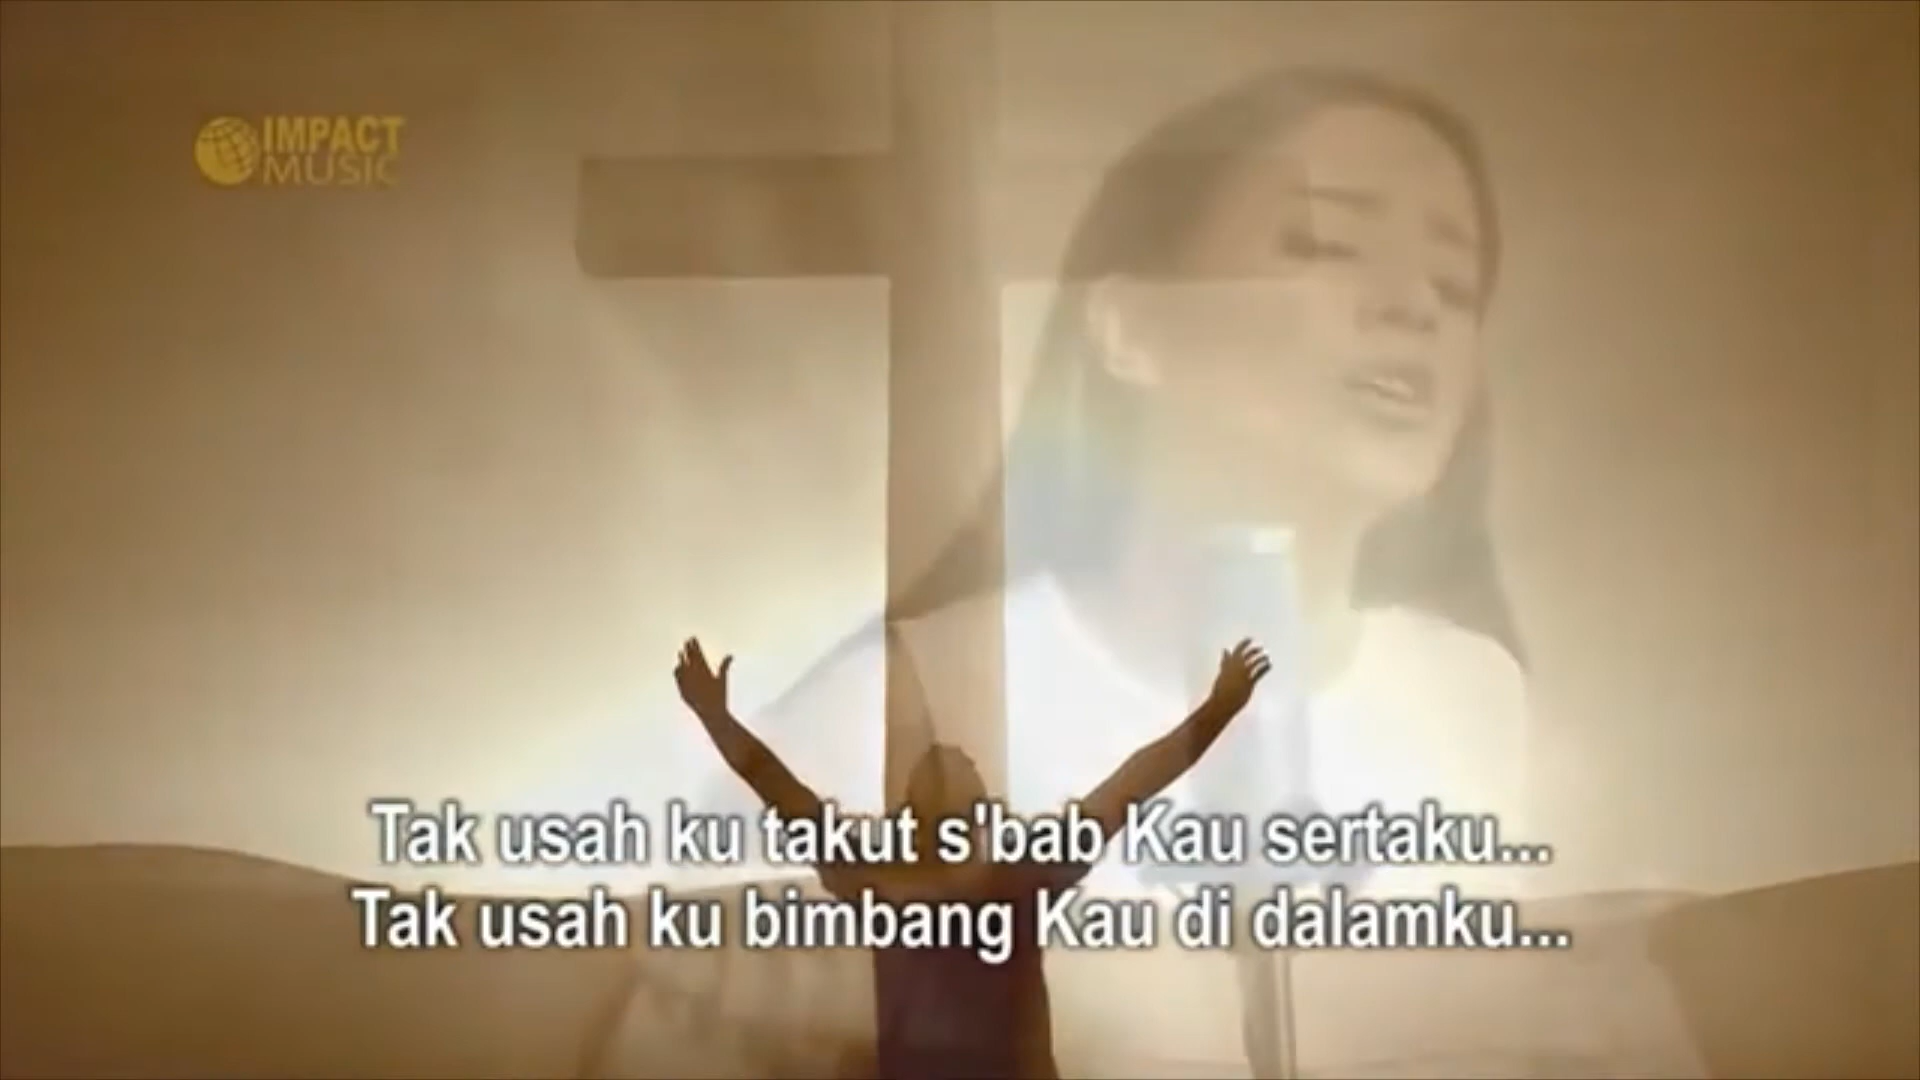 IMPACT
MUSIC
Tak usah ku takut s'bab Kau sertaku...
Tak usah ku bimbang Kau di dalamku...